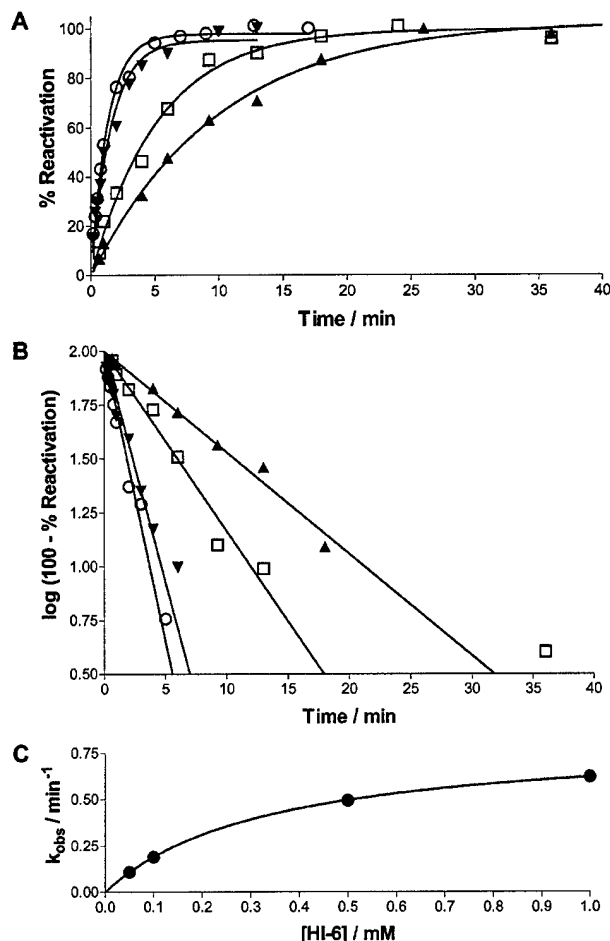 A
% Reactivation
100
80
60
40
20
0
0 5 10 15 20 25 30 35 40
Time / min
B
log (100 - % Reactivation)
2.00
1.75
1.50
1.25
1.00
0.75
0.50
0 5 10 15 20 25 30 35 40
Time / min
C
kobs / min-1
0.75
0.50
0.25
0.00
0.0 0.1 0.2 0.3 0.4 0.5 0.6 0.7 0.8 0.9 1.0
[HI-6] / mM